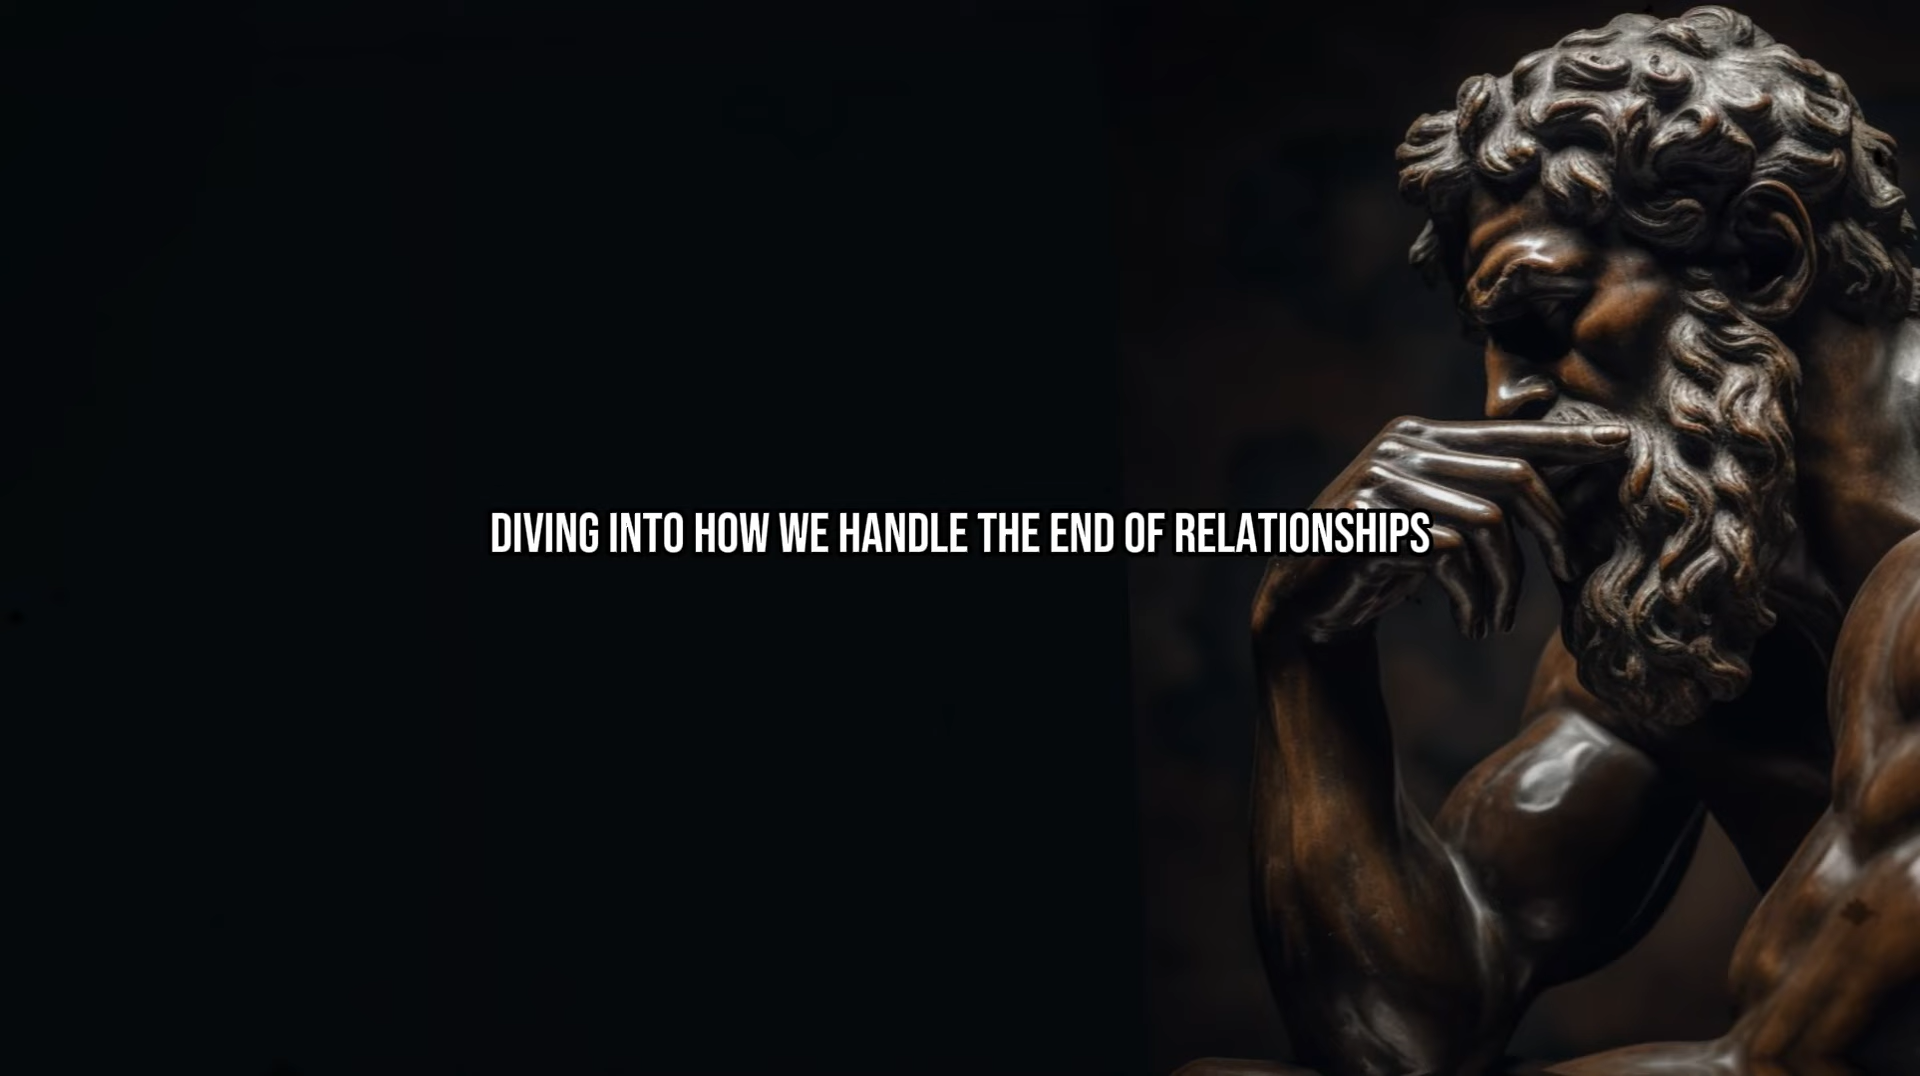 DIVING INTO HOW WE HANDLE THE END OF RELATIONSHIPS